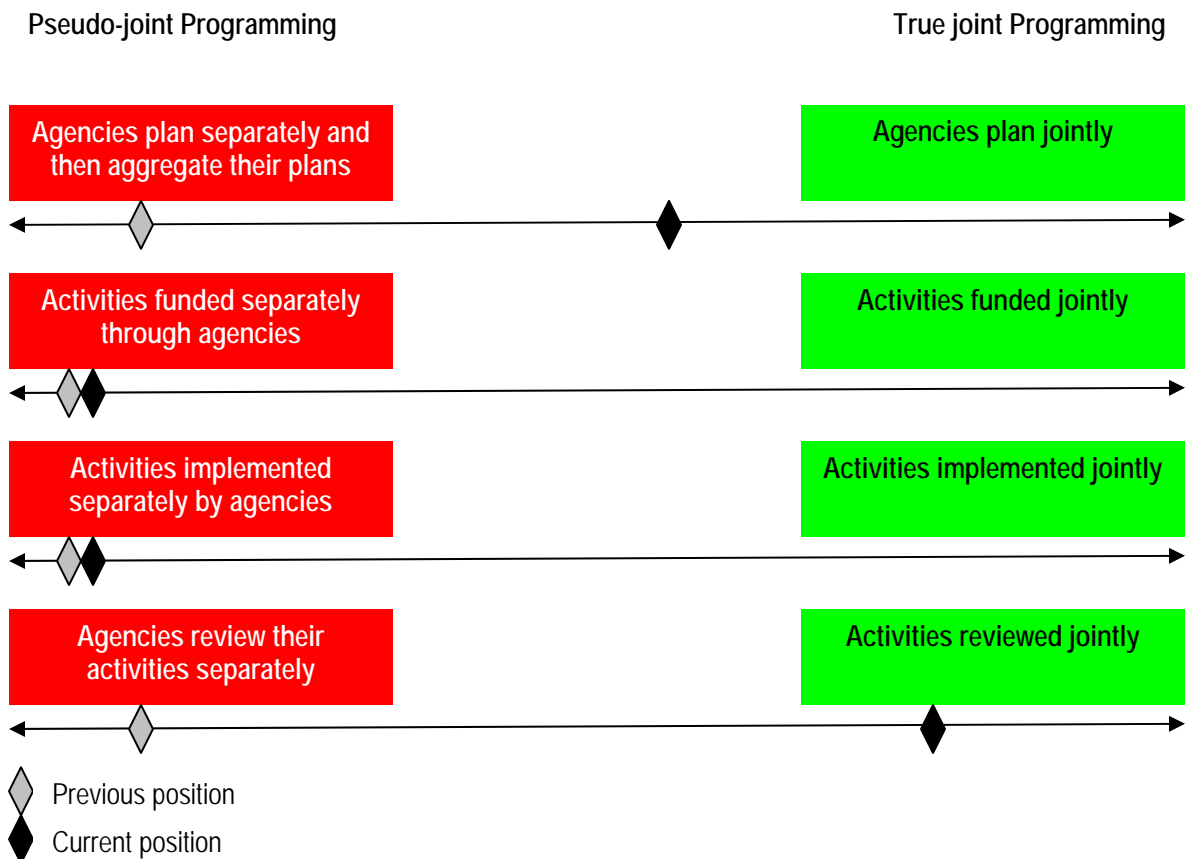 Pseudo-joint Programming
True joint Programming
Agencies plan separately and
then aggregate their plans
Agencies plan jointly
Activities funded separately
through agencies
Activities funded jointly
Activities implemented
separately by agencies
Activities implemented jointly
Agencies review their
activities separately
Activities reviewed jointly
Previous position
Current position